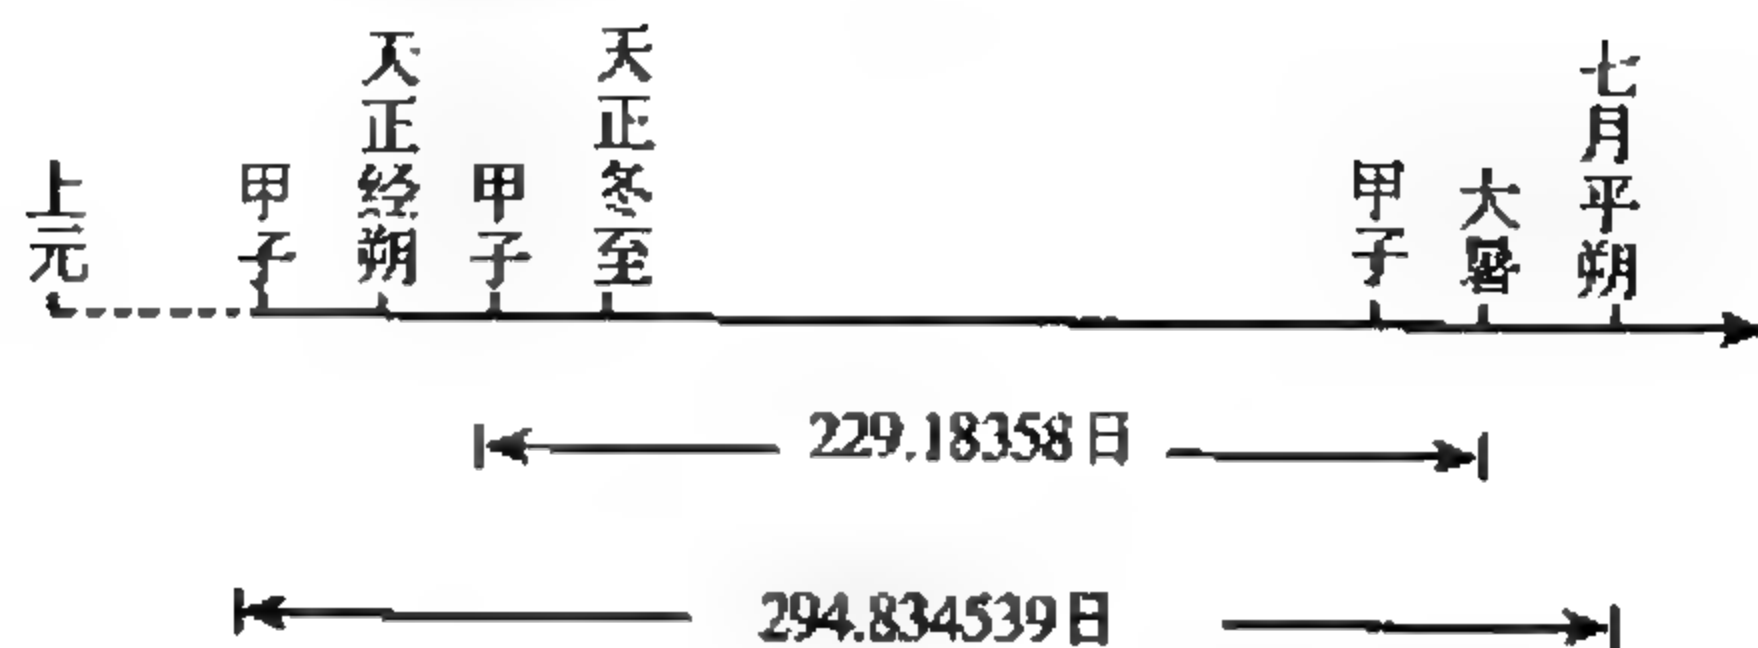 上元
甲子
天正经朔
甲子
天正冬至
甲子
大暑
七月平朔
229.18358日
294.834539日